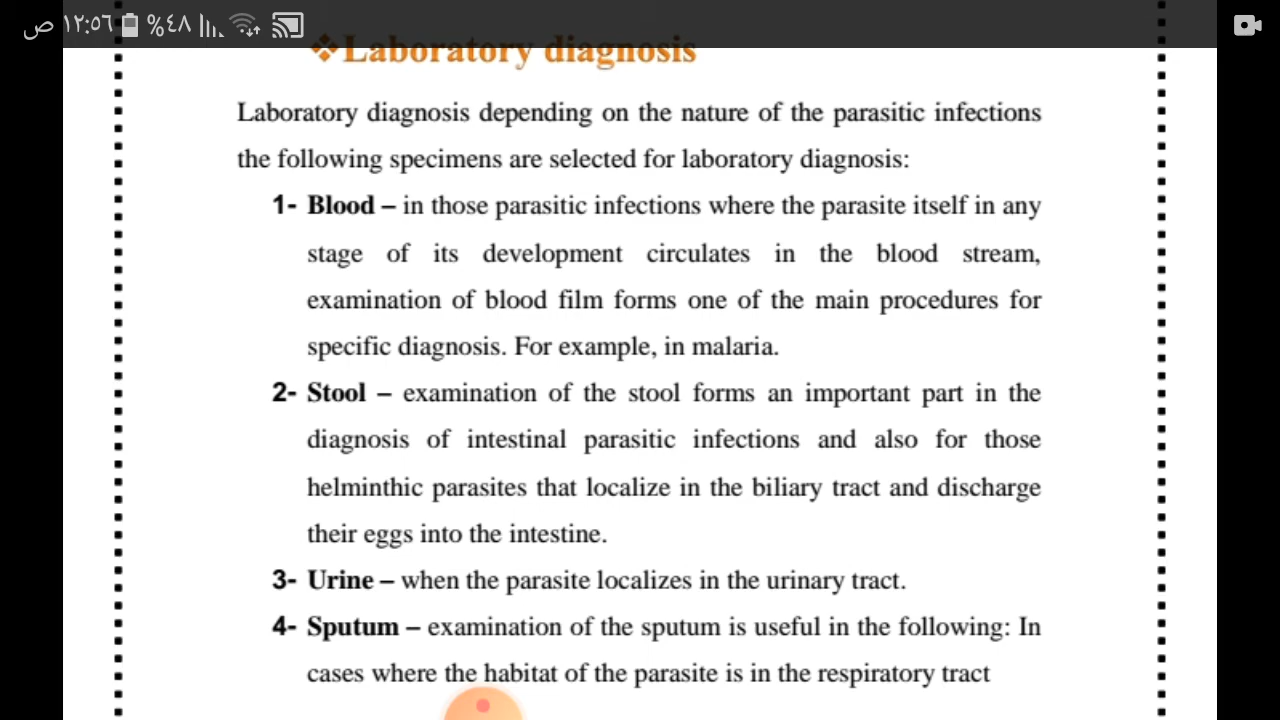 ص ١٢:٥٦ %٤٨
❖Laboratory diagnosis
Laboratory diagnosis depending on the nature of the parasitic infections
the following specimens are selected for laboratory diagnosis:
1- Blood – in those parasitic infections where the parasite itself in any
stage of its development circulates in the blood stream,
examination of blood film forms one of the main procedures for
specific diagnosis. For example, in malaria.
2- Stool – examination of the stool forms an important part in the
diagnosis of intestinal parasitic infections and also for those
helminthic parasites that localize in the biliary tract and discharge
their eggs into the intestine.
3- Urine – when the parasite localizes in the urinary tract.
4- Sputum – examination of the sputum is useful in the following: In
cases where the habitat of the parasite is in the respiratory tract